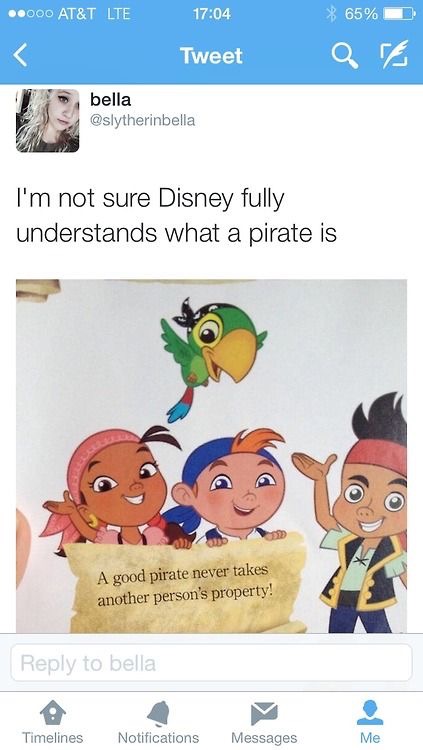 ●●○○○ AT&T LTE 17:04 65%
Tweet
bella
@slytherinbella
I'm not sure Disney fully
understands what a pirate is
A good pirate never takes
another person's property!
Reply to bella
Timelines Notifications Messages Me